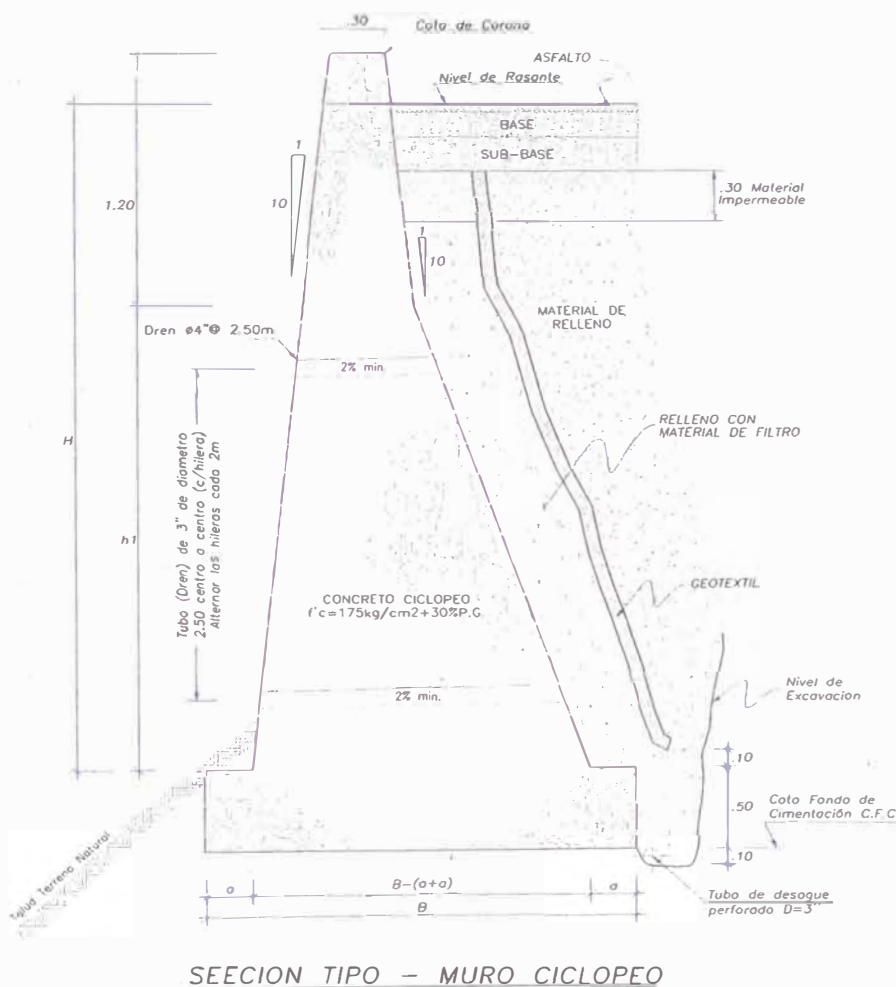 .30
Cota de Corona
ASFALTO
Nivel de Rasante
BASE
SUB-BASE
1
10
1.20
.30 Material
Impermeable
1
10
MATERIAL DE
RELLENO
Dren ø4"@ 2.50m
2% min.
H
Tubo (Dren) de 3" de diametro
2.50 centro a centro (c/hilera)
Alternar las hileras cada 2m
RELLENO CON
MATERIAL DE FILTRO
h1
GEOTEXTIL
CONCRETO CICLOPEO
f'c=175kg/cm2+30%P.G.
Nivel de
Excavacion
2% min.
.10
.50
Cota Fondo de
Cimentación C.F.C
.10
Talud Terreno Natural
a
B-(a+a)
a
B
Tubo de desague
perforado D=3"
SEECION TIPO - MURO CICLOPEO